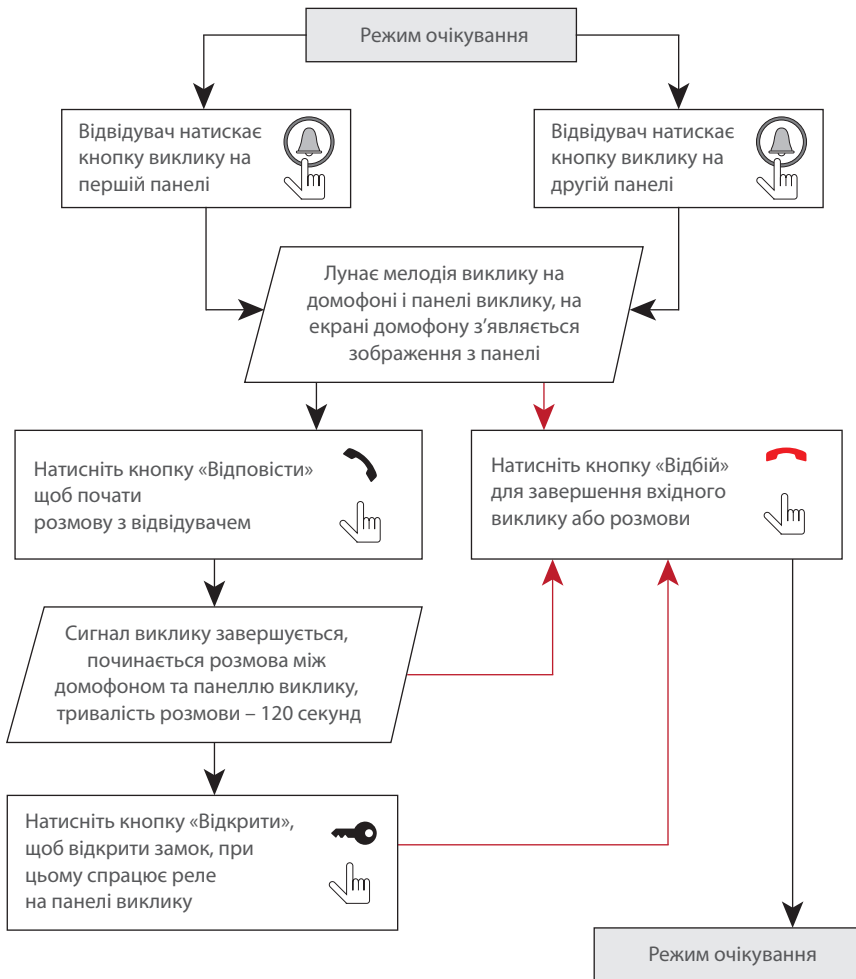 Режим очікування
Відвідувач натискає
кнопку виклику на
першій панелі
Відвідувач натискає
кнопку виклику на
другій панелі
Лунає мелодія виклику на
домофоні і панелі виклику, на
екрані домофону з’являється
зображення з панелі
Натисніть кнопку «Відповісти»
щоб почати
розмову з відвідувачем
Натисніть кнопку «Відбій»
для завершення вхідного
виклику або розмови
Сигнал виклику завершується,
починається розмова між
домофоном та панеллю виклику,
тривалість розмови – 120 секунд
Натисніть кнопку «Відкрити»,
щоб відкрити замок, при
цьому спрацює реле
на панелі виклику
Режим очікування